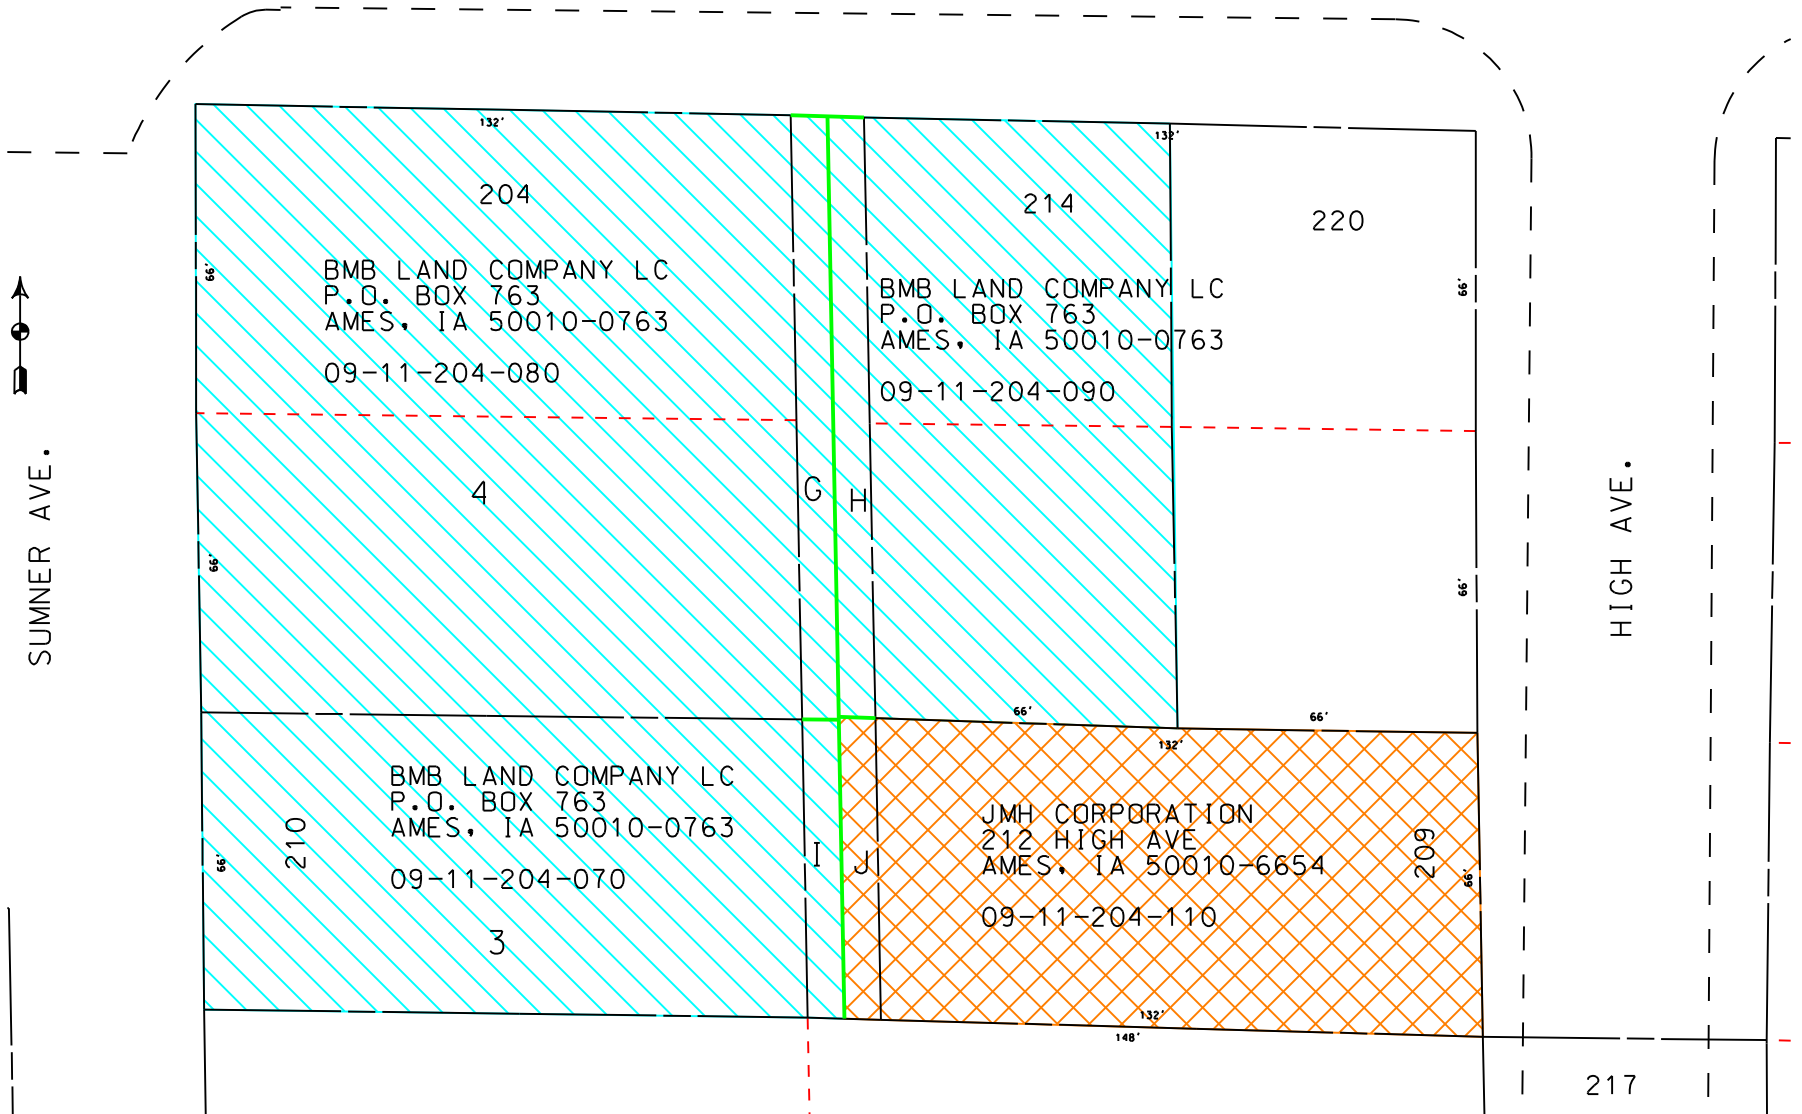 132'
132'
204
214
220
66'
66'
BMB LAND COMPANY LC
P.O. BOX 763
AMES, IA 50010-0763
09-11-204-080
BMB LAND COMPANY LC
P.O. BOX 763
AMES, IA 50010-0763
09-11-204-090
SUMNER AVE.
HIGH AVE.
4
G
H
66'
66'
66'
66'
132'
BMB LAND COMPANY LC
P.O. BOX 763
AMES, IA 50010-0763
09-11-204-070
210
66'
3
I
J
JMH CORPORATION
212 HIGH AVE
AMES, IA 50010-6654
09-11-204-110
209
66'
132'
148'
217